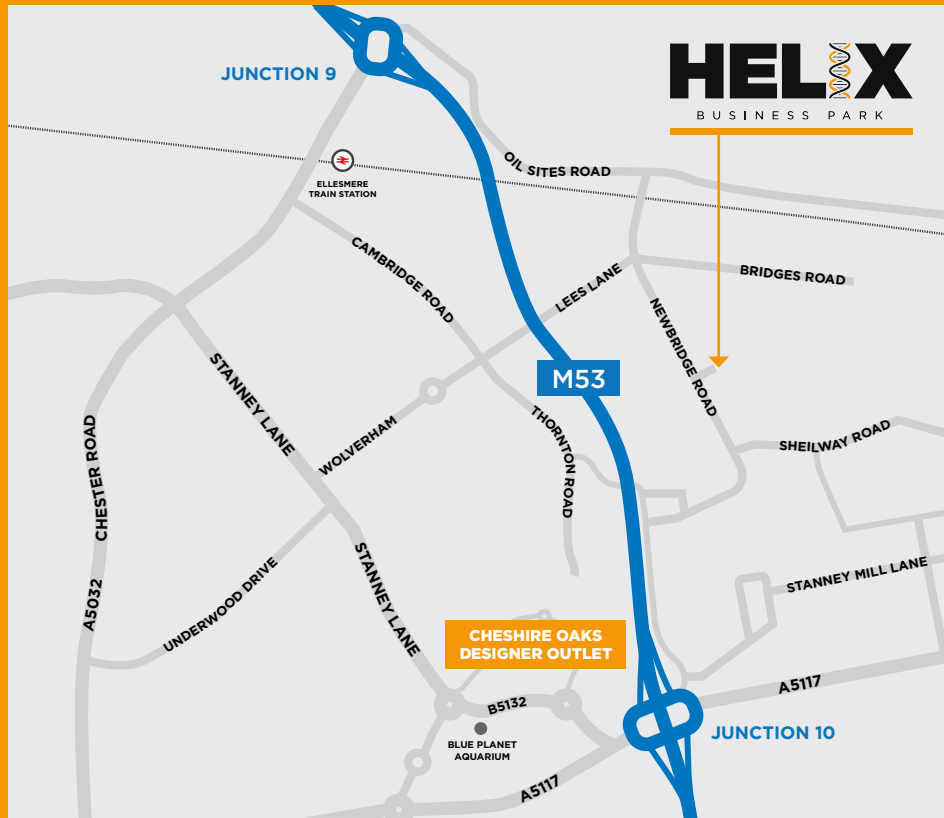 JUNCTION 9
HELIX
BUSINESS PARK
OIL SITES ROAD
ELLESMERE
TRAIN STATION
CAMBRIDGE ROAD
LEES LANE
BRIDGES ROAD
NEWBRIDGE ROAD
STANNEY LANE
M53
WOLVERHAM
THORNTON ROAD
CHESTER ROAD
SHEILWAY ROAD
A5032
UNDERWOOD DRIVE
STANNEY LANE
STANNEY MILL LANE
CHESHIRE OAKS
DESIGNER OUTLET
A5117
B5132
JUNCTION 10
BLUE PLANET
AQUARIUM
A5117